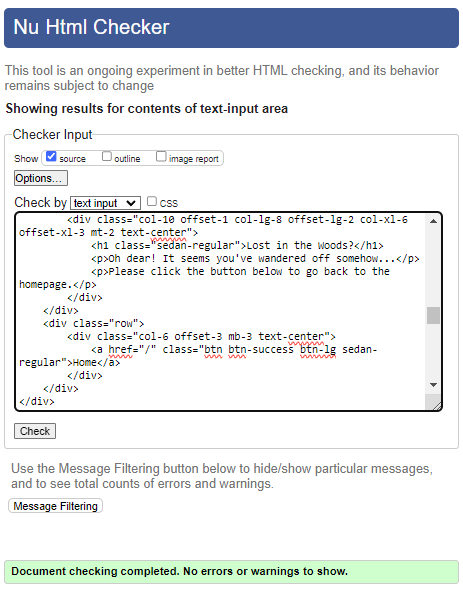 Nu Html Checker
This tool is an ongoing experiment in better HTML checking, and its behavior
remains subject to change
Showing results for contents of text-input area
Checker Input
Show source outline image report
Options...
Check by text input CSS
<div class="col-10 offset-1 col-lg-8 offset-lg-2 col-xl-6
offset-xl-3 mt-2 text-center">
<h1 class="sedan-regular">Lost in the Woods?</h1>
<p>Oh dear! It seems you've wandered off somehow...</p>
<p>Please click the button below to go back to the
homepage.</p>
</div>
</div>
<div class="row">
<div class="col-6 offset-3 mb-3 text-center">
<a href="/" class="btn btn-success btn-lg sedan-
regular">Home</a>
</div>
</div>
</div>
Check
Use the Message Filtering button below to hide/show particular messages,
and to see total counts of errors and warnings.
Message Filtering
Document checking completed. No errors or warnings to show.